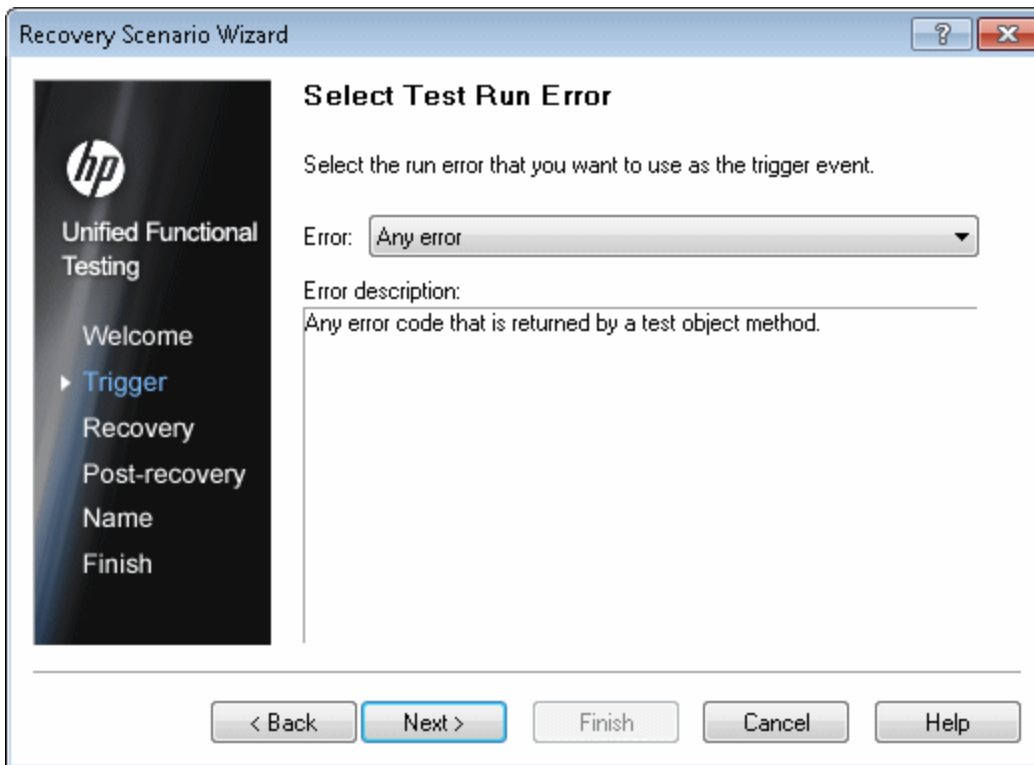 Recovery Scenario Wizard
?
hp
Unified Functional
Testing
Welcome
Trigger
Recovery
Post-recovery
Name
Finish
Select Test Run Error
Select the run error that you want to use as the trigger event.
Error: Any error
Error description:
Any error code that is returned by a test object method.
< Back Next > Finish Cancel Help